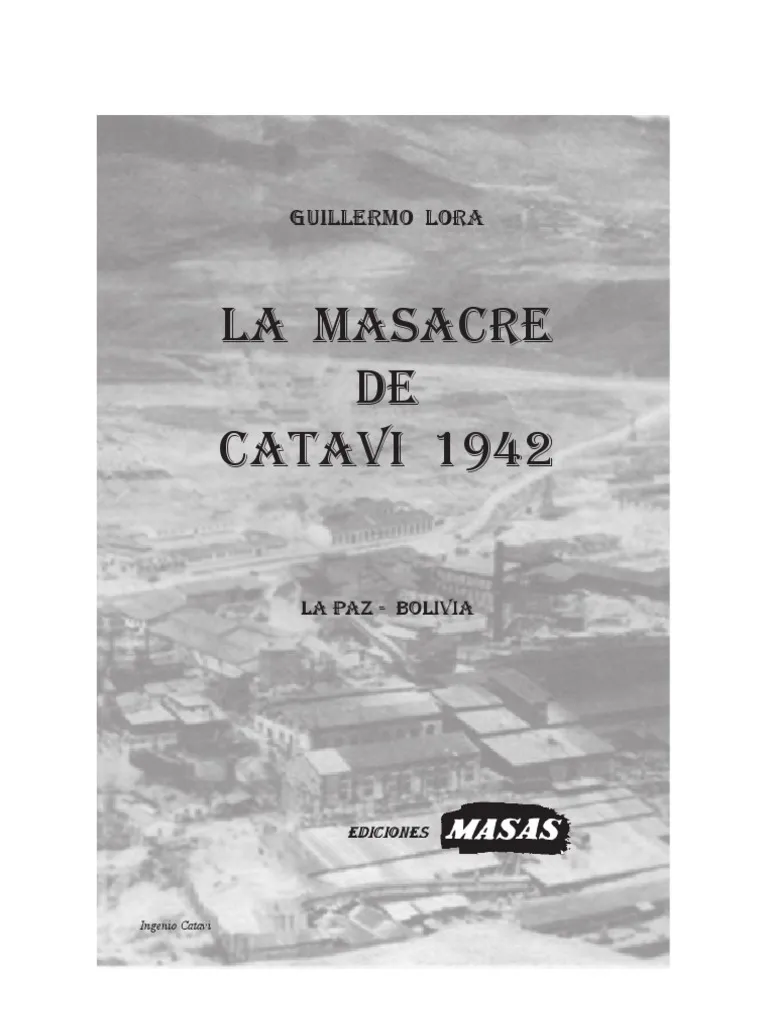 GUILLERMO LORA
LA MASACRE
DE
CATAVI 1942
LA PAZ - BOLIVIA
EDICIONES MASAS
Ingenio Catavi